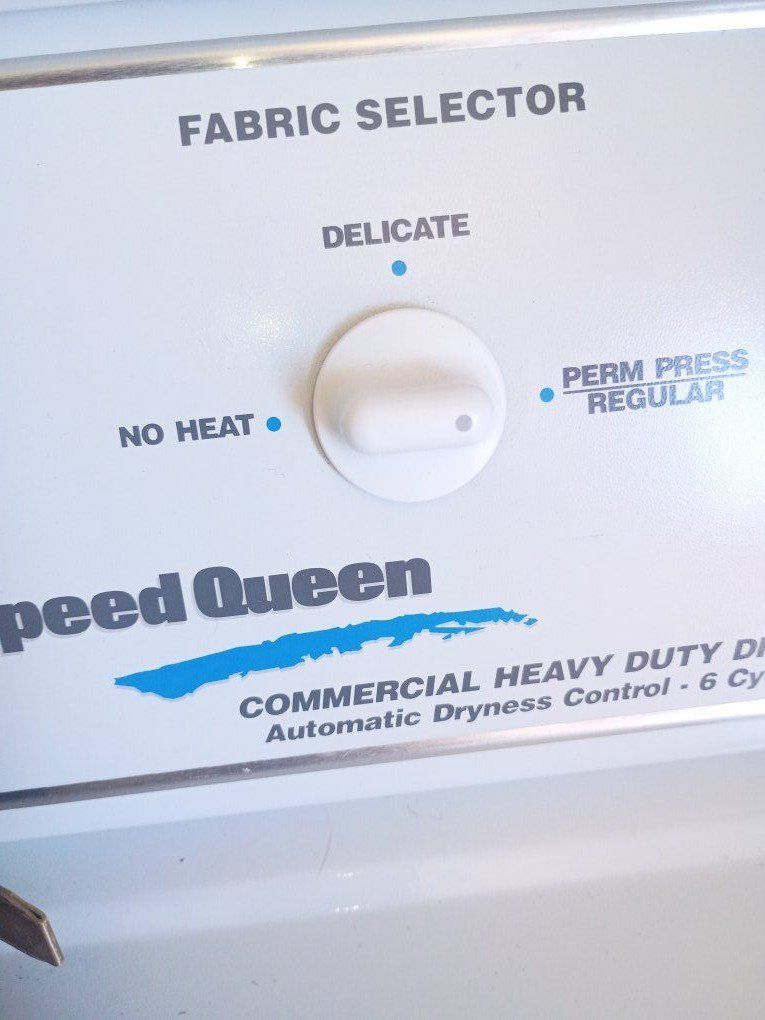 FABRIC SELECTOR
DELICATE
PERM PRESS
REGULAR
NO HEAT
peed Queen
COMMERCIAL HEAVY DUTY
Automatic Dryness Control - 6